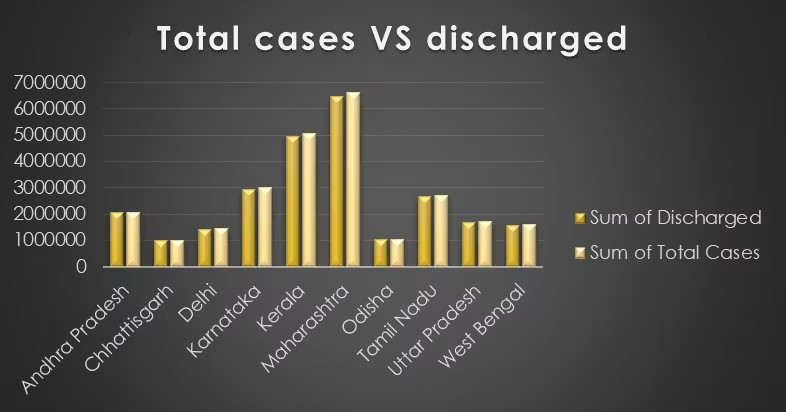 Total cases VS discharged
7000000
6000000
5000000
4000000
3000000
2000000
1000000
0
Andhra Pradesh
Chhattisgarh
Delhi
Karnataka
Kerala
Maharashtra
Odisha
Tamil Nadu
Uttar Pradesh
West Bengal
Sum of Discharged
Sum of Total Cases